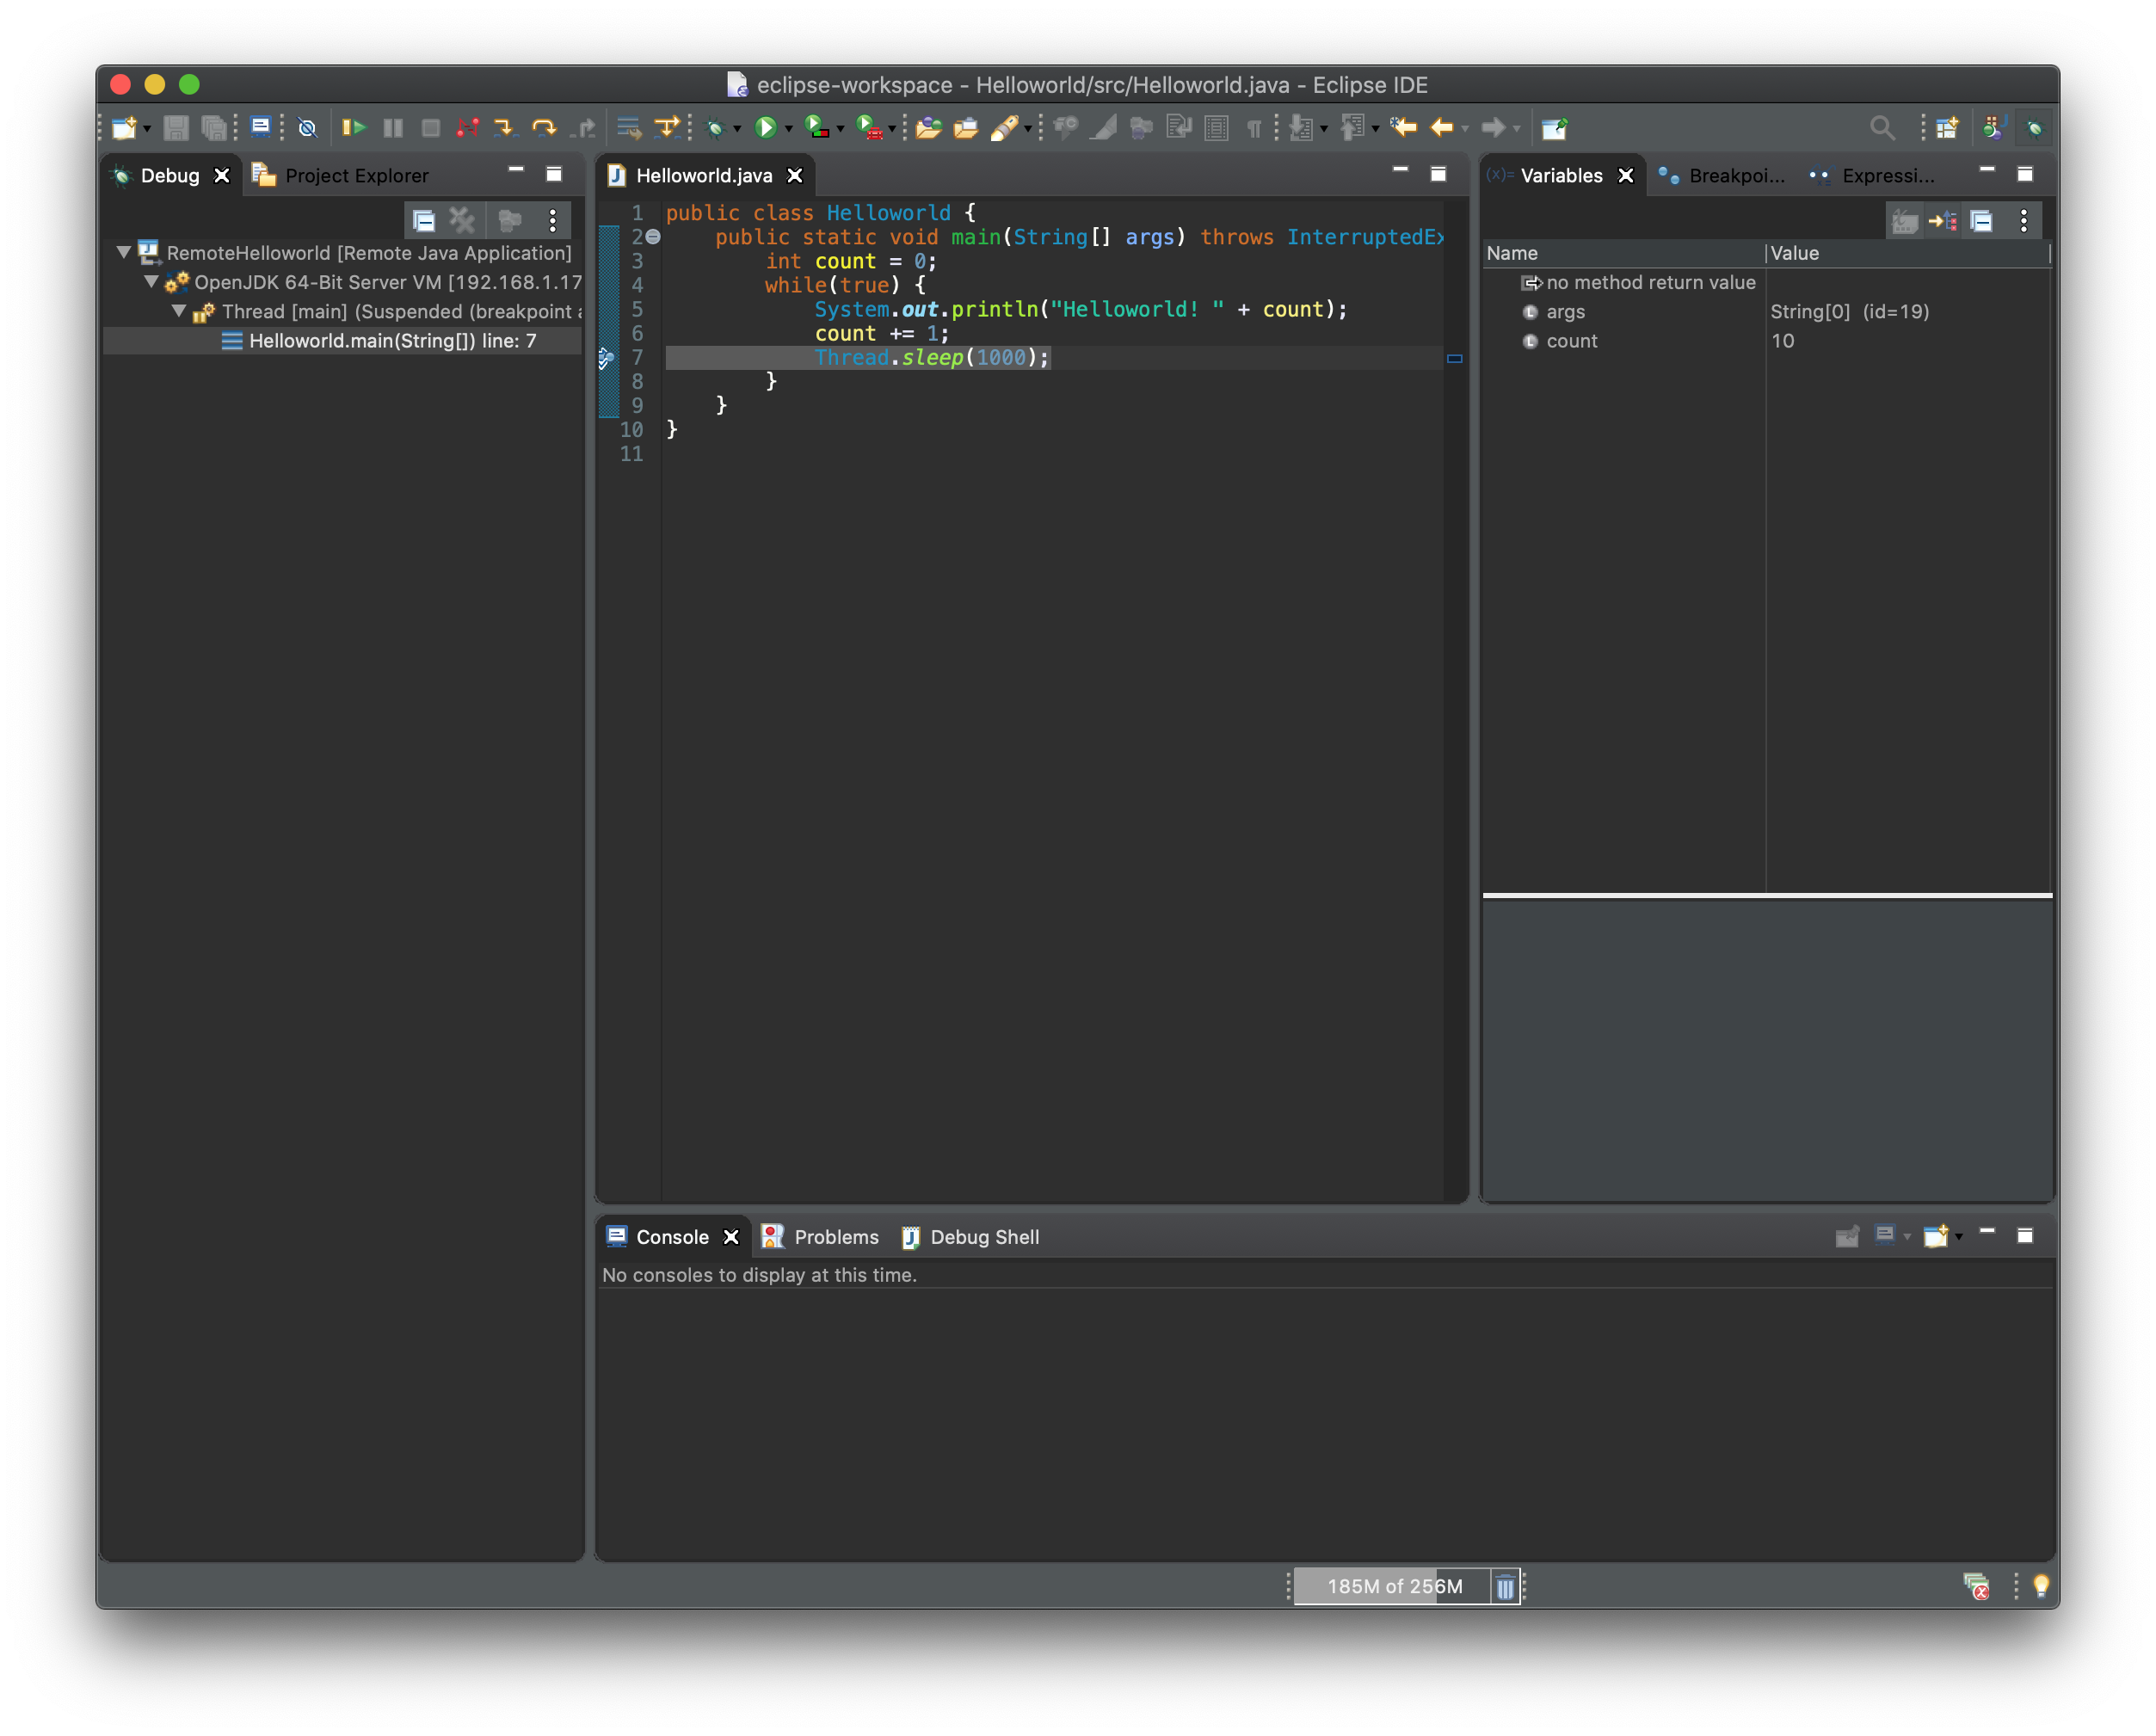 eclipse-workspace - Helloworld/src/Helloworld.java - Eclipse IDE
Debug
Project Explorer
RemoteHelloworld [Remote Java Application]
OpenJDK 64-Bit Server VM [192.168.1.17
Thread [main] (Suspended (breakpoint a
Helloworld.main(String[]) line: 7
Helloworld.java
1 public class Helloworld {
2 public static void main(String[] args) throws InterruptedEx
3 int count = 0;
4 while(true) {
5 System.out.println("Helloworld! " + count);
6 count += 1;
7 Thread.sleep(1000);
8 }
9 }
10 }
11
(x)= Variables
Breakpoi...
Expressi...
Name Value
no method return value
args String[0] (id=19)
count 10
Console
Problems
Debug Shell
No consoles to display at this time.
185M of 256M